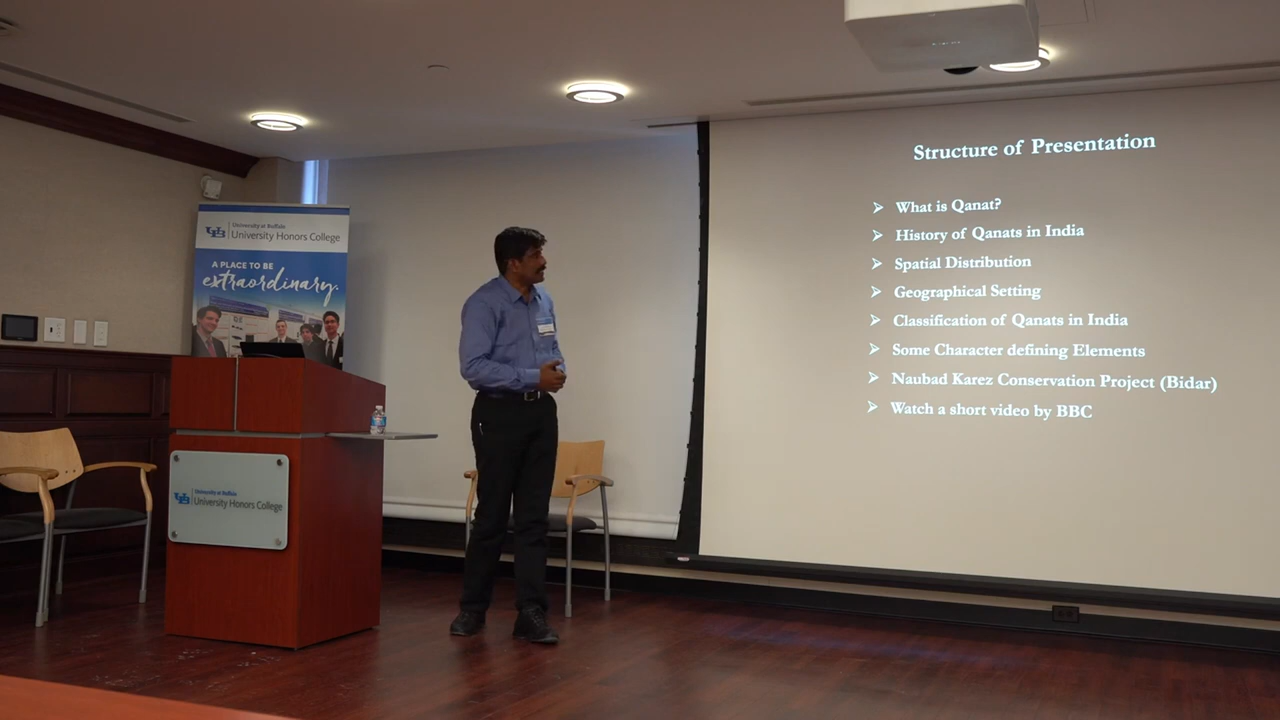 University at Buffalo
UB University Honors College
A PLACE TO BE
extraordinary.
University at Buffalo
UB University Honors College
Structure of Presentation
➢ What is Qanat?
➢ History of Qanats in India
➢ Spatial Distribution
➢ Geographical Setting
➢ Classification of Qanats in India
➢ Some Character defining Elements
➢ Naubad Karez Conservation Project (Bidar)
➢ Watch a short video by BBC